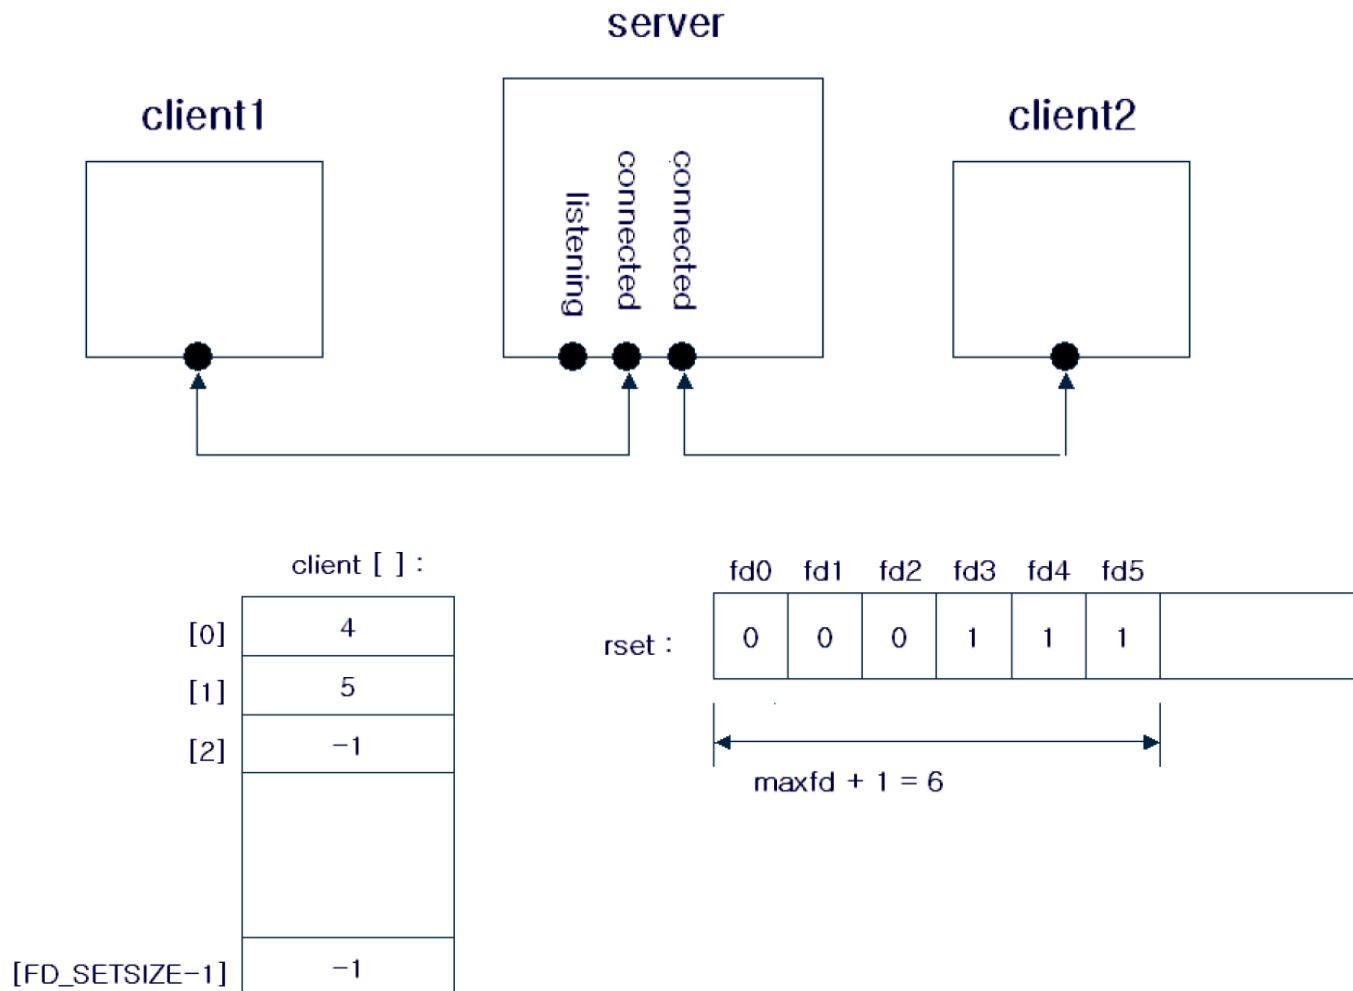 server
client1
client2
listening
connected
connected
client [ ] :
[0] 4
[1] 5
[2] -1
[FD_SETSIZE-1] -1
fd0 fd1 fd2 fd3 fd4 fd5
rset : 0 0 0 1 1 1
maxfd + 1 = 6